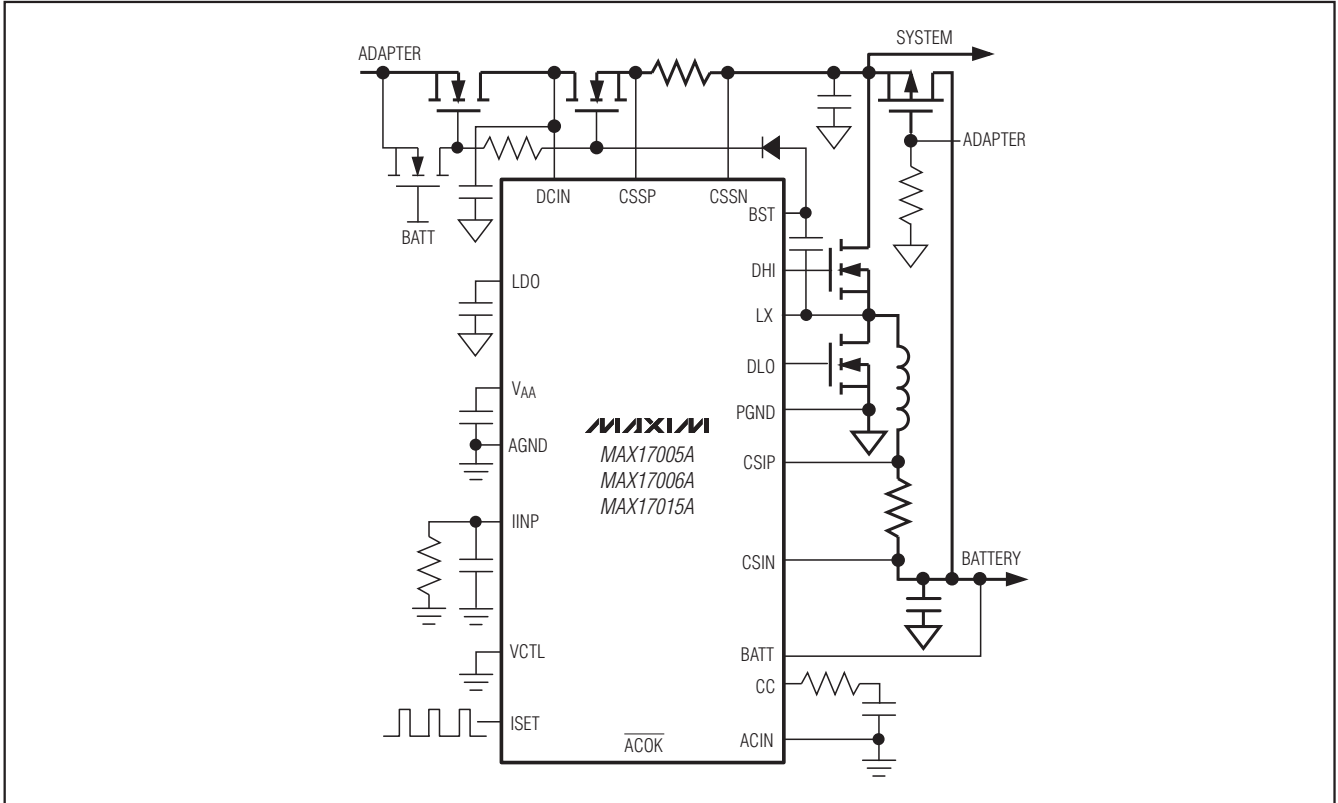 SYSTEM
ADAPTER
ADAPTER
BATT
DCIN
CSSP
CSSN
BST
LDO
DHI
LX
DLO
VAA
PGND
AGND
MAXIM
MAX17005A
MAX17006A
MAX17015A
CSIP
IINP
CSIN
BATTERY
VCTL
BATT
CC
ISET
ACOK
ACIN